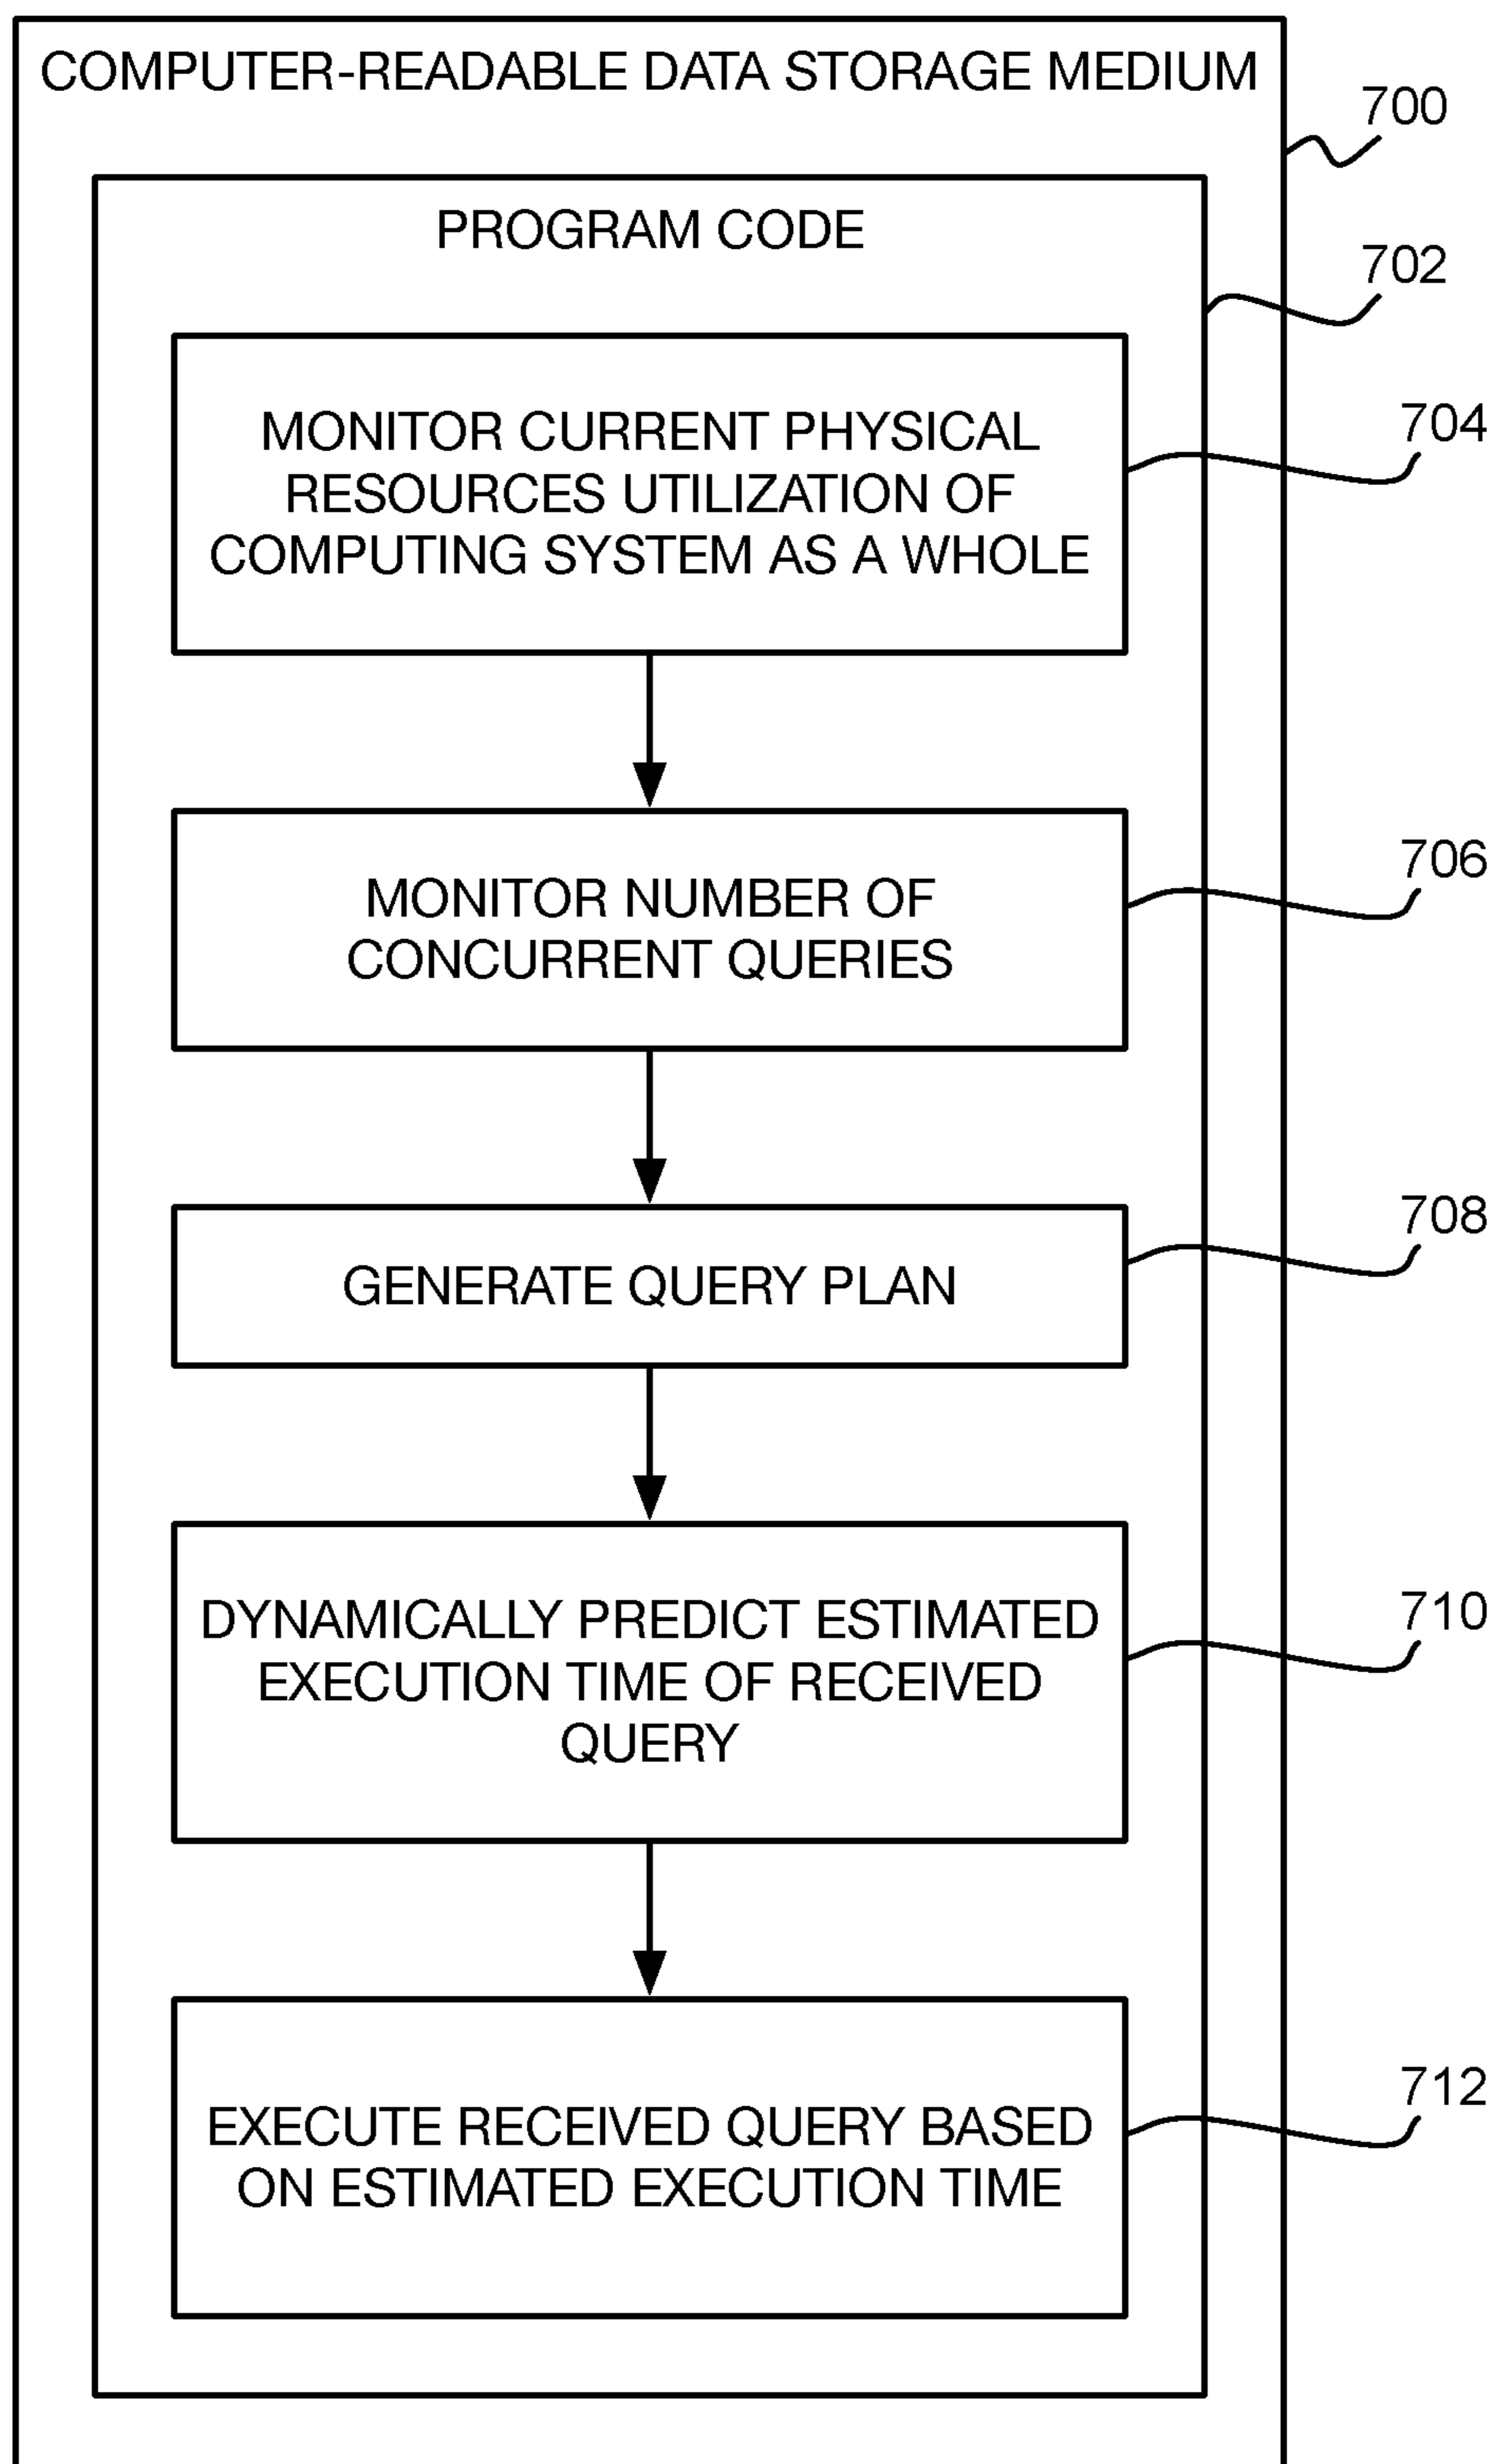 COMPUTER-READABLE DATA STORAGE MEDIUM
700
PROGRAM CODE
702
MONITOR CURRENT PHYSICAL
RESOURCES UTILIZATION OF
COMPUTING SYSTEM AS A WHOLE
704
MONITOR NUMBER OF
CONCURRENT QUERIES
706
GENERATE QUERY PLAN
708
DYNAMICALLY PREDICT ESTIMATED
EXECUTION TIME OF RECEIVED
QUERY
710
EXECUTE RECEIVED QUERY BASED
ON ESTIMATED EXECUTION TIME
712